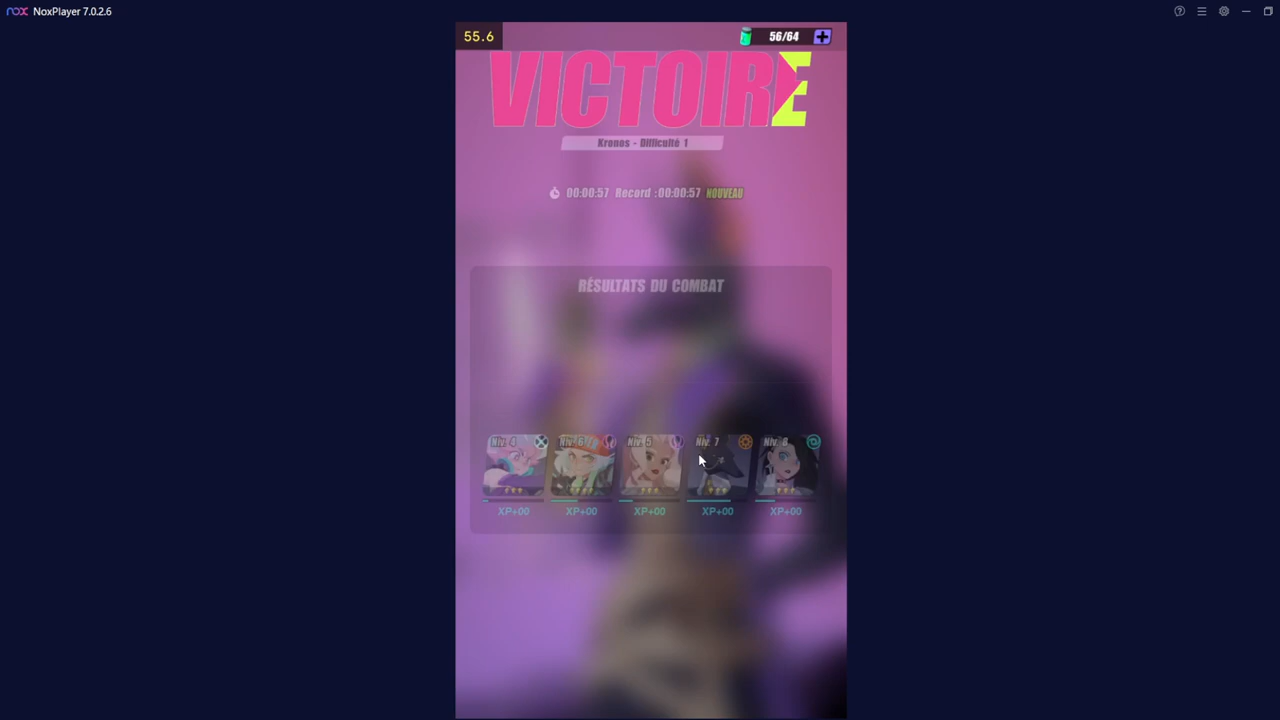 NOX NoxPlayer 7.0.2.6
55.6
56/64
VICTOIRE
Kronos - Difficulté 1
00:00:57 Record :00:00:57 NOUVEAU
RÉSULTATS DU COMBAT
Niv. 4 Niv. 6 Niv. 5 Niv. 7 Niv. 8
XP+00 XP+00 XP+00 XP+00 XP+00